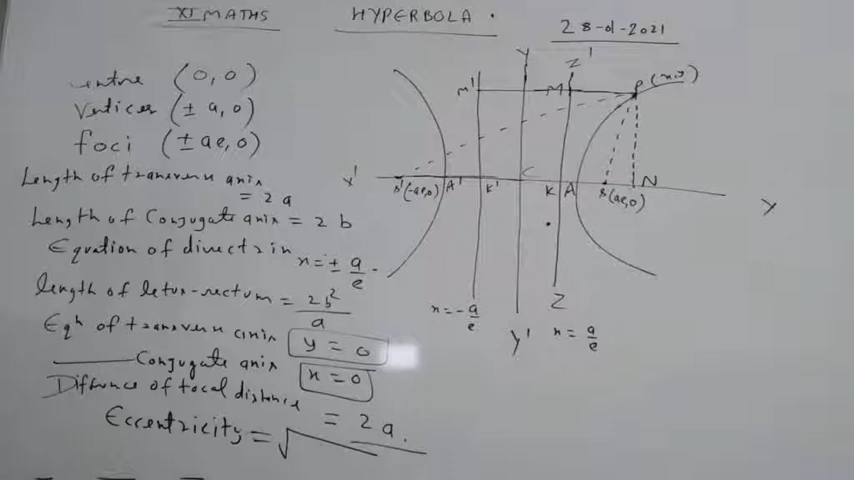 XI MATHS
HYPERBOLA .
28-01-2021
centre (0,0)
Vertices (± a, 0)
foci (± ae, 0)
Length of transverse axis
= 2a
Length of Conjugate axis = 2b
Equation of directrix x = ± a/e .
length of letus-rectum = 2b²/a
Eqⁿ of transverse axis y = 0
——— Conjugate axis x = 0
Diffrence of focal distance
= 2a.
Eccentricity = √
Y
Z'
M'
M
P(x,y)
X'
S'(-ae,0)
A'
K'
C
K
A
S(ae,0)
N
Y
x = -a/e
Y'
Z
x = a/e